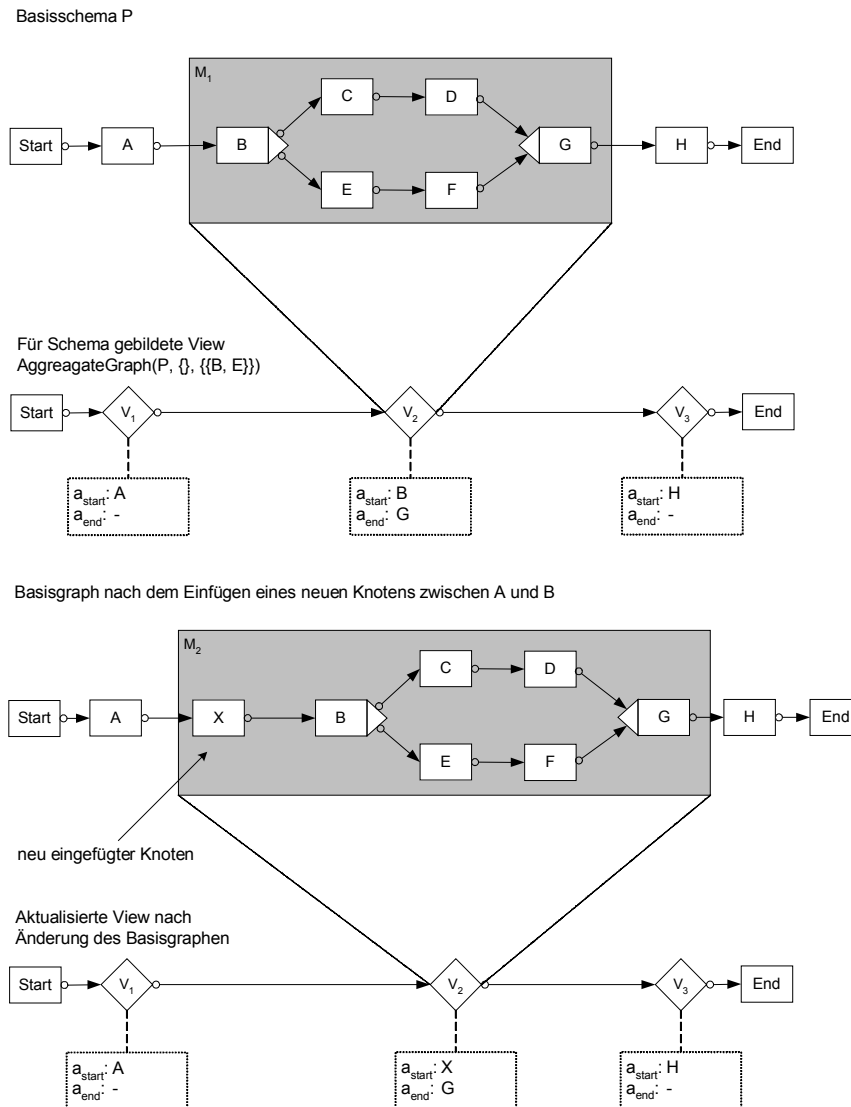 Basisschema P
M1
C
D
Start
A
B
G
H
End
E
F
Für Schema gebildete View
AggreagateGraph(P, {}, {{B, E}})
Start
V1
V2
V3
End
astart: A
aend: -
astart: B
aend: G
astart: H
aend: -
Basisgraph nach dem Einfügen eines neuen Knotens zwischen A und B
M2
C
D
Start
A
X
B
G
H
End
E
F
neu eingefügter Knoten
Aktualisierte View nach
Änderung des Basisgraphen
Start
V1
V2
V3
End
astart: A
aend: -
astart: X
aend: G
astart: H
aend: -